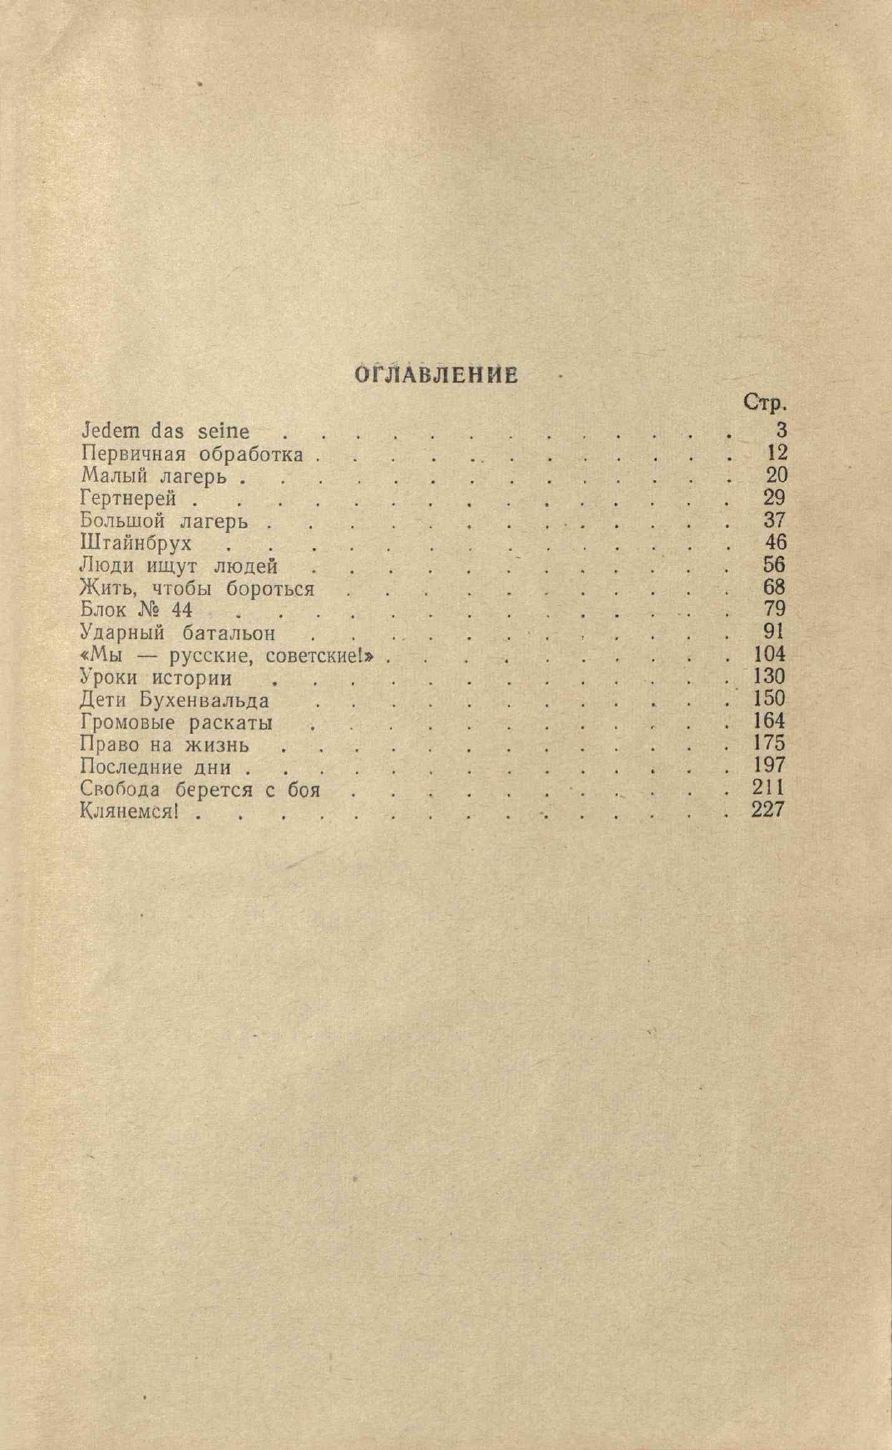 ОГЛАВЛЕНИЕ
Стр.
Jedem das seine . . . . . . . . . . . . . 3
Первичная обработка . . . . . . . . . . . . 12
Малый лагерь . . . . . . . . . . . . . . 20
Гертнерей . . . . . . . . . . . . . . . 29
Большой лагерь . . . . . . . . . . . . . 37
Штайнбрух . . . . . . . . . . . . . . 46
Люди ищут людей . . . . . . . . . . . . 56
Жить, чтобы бороться . . . . . . . . . . . 68
Блок № 44 . . . . . . . . . . . . . . 79
Ударный батальон . . . . . . . . . . . . 91
«Мы — русские, советские!» . . . . . . . . . . 104
Уроки истории . . . . . . . . . . . . . 130
Дети Бухенвальда . . . . . . . . . . . . 150
Громовые раскаты . . . . . . . . . . . . 164
Право на жизнь . . . . . . . . . . . . . 175
Последние дни . . . . . . . . . . . . . . 197
Свобода берется с боя . . . . . . . . . . . 211
Клянемся! . . . . . . . . . . . . . . . 227